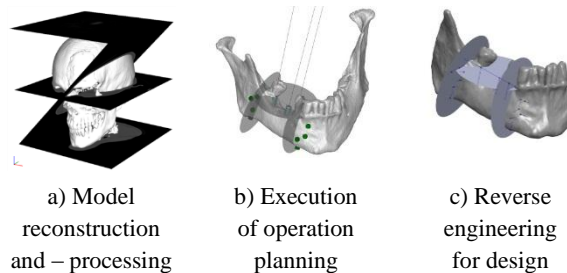 a) Model
reconstruction
and – processing
b) Execution
of operation
planning
c) Reverse
engineering
for design